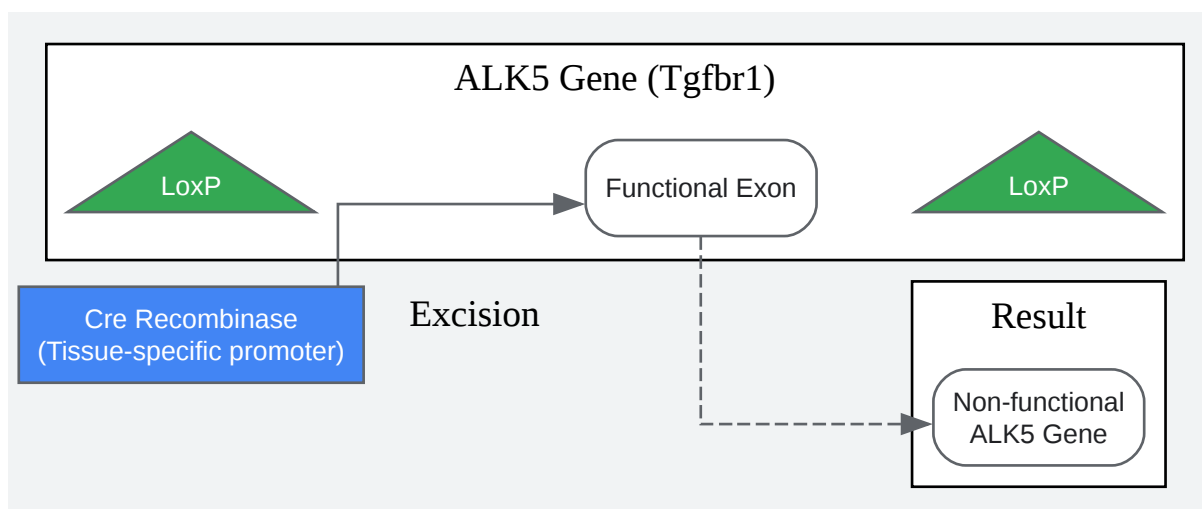 ALK5 Gene (Tgfbr1)
LoxP
Functional Exon
LoxP
Cre Recombinase
(Tissue-specific promoter)
Excision
Result
Non-functional
ALK5 Gene